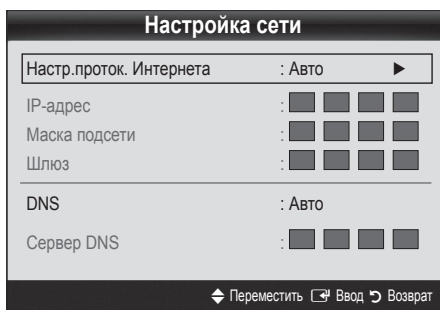 Настройка сети
Настр.проток. Интернета : Авто ▶
IP-адрес :
Маска подсети :
Шлюз :
DNS : Авто
Сервер DNS :
Переместить Ввод Возврат